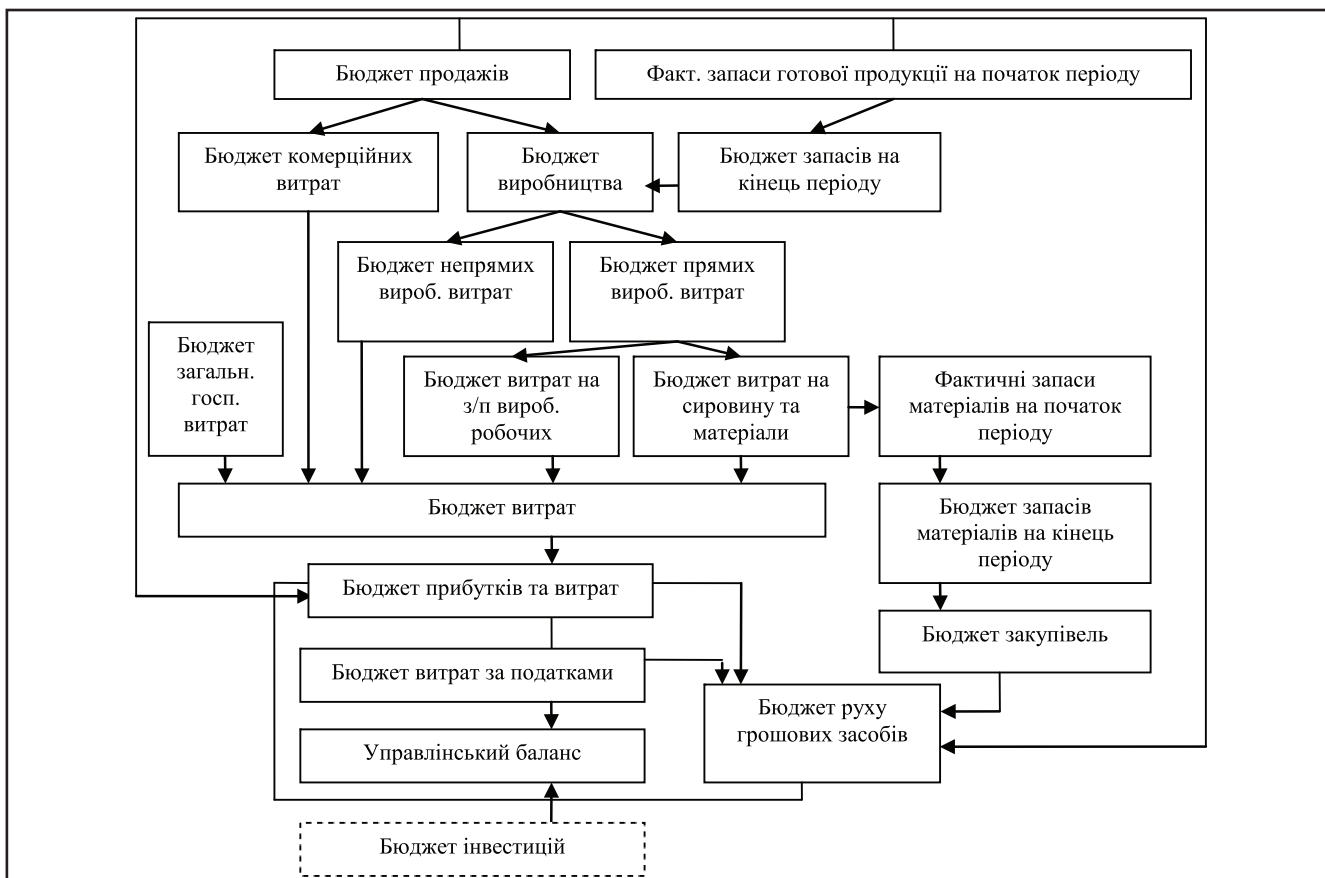 Бюджет продажів
Факт. запаси готової продукції на початок періоду
Бюджет комерційних
витрат
Бюджет
виробництва
Бюджет запасів на
кінець періоду
Бюджет непрямих
вироб. витрат
Бюджет прямих
вироб. витрат
Бюджет
загальн.
госп.
витрат
Бюджет витрат на
з/п вироб.
робочих
Бюджет витрат на
сировину та
матеріали
Фактичні запаси
матеріалів на початок
періоду
Бюджет витрат
Бюджет запасів
матеріалів на кінець
періоду
Бюджет прибутків та витрат
Бюджет закупівель
Бюджет витрат за податками
Бюджет руху
грошових засобів
Управлінський баланс
Бюджет інвестицій